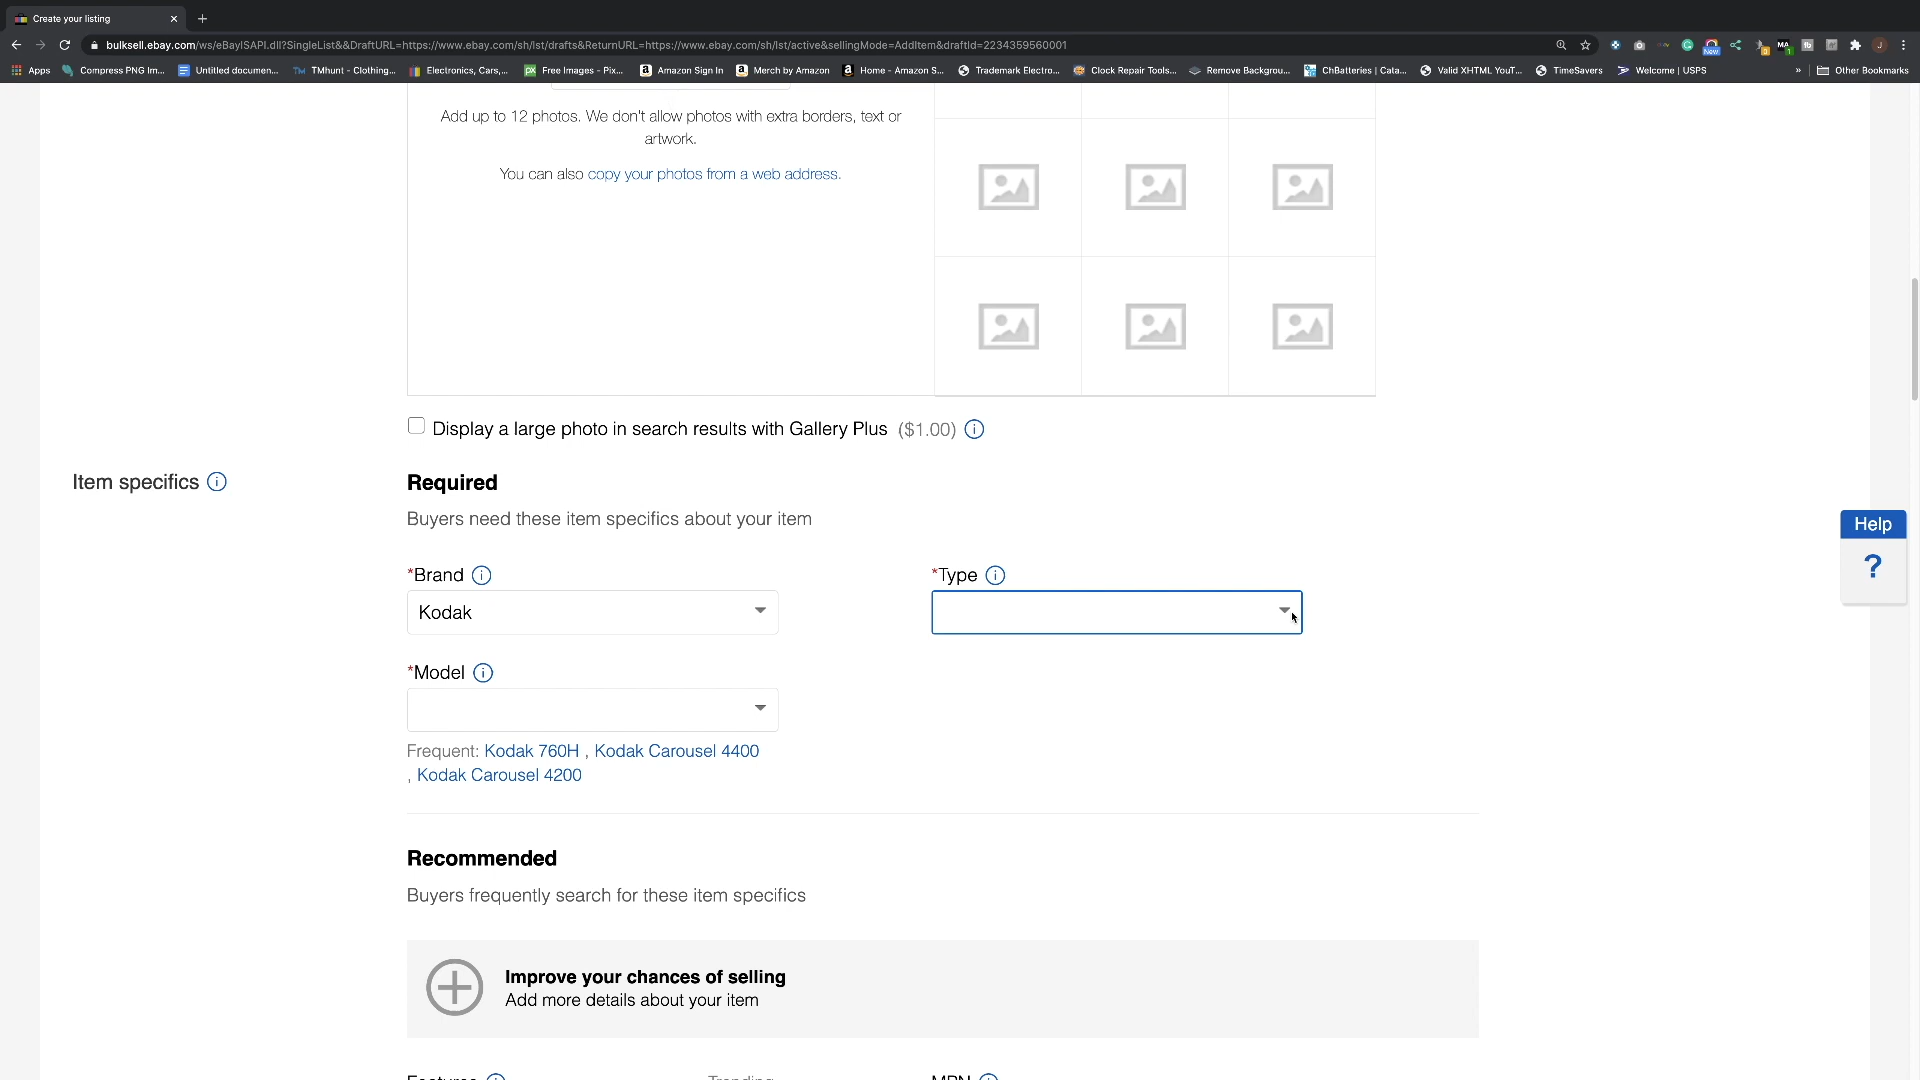 Create your listing
bulksell.ebay.com/ws/eBayISAPI.dll?SingleList&&DraftURL=https://www.ebay.com/sh/lst/drafts&ReturnURL=https://www.ebay.com/sh/lst/active&sellingMode=AddItem&draftId=2234359560001
Apps Compress PNG Im... Untitled documen... TMhunt - Clothing... Electronics, Cars,... Free Images - Pix... Amazon Sign In Merch by Amazon Home - Amazon S... Trademark Electro... Clock Repair Tools... Remove Backgrou... ChBatteries | Cata... Valid XHTML YouT... TimeSavers Welcome | USPS » Other Bookmarks
Add up to 12 photos. We don't allow photos with extra borders, text or
artwork.
You can also copy your photos from a web address.
Display a large photo in search results with Gallery Plus ($1.00)
Item specifics
Required
Buyers need these item specifics about your item
Help
?
*Brand
*Type
Kodak
*Model
Frequent: Kodak 760H , Kodak Carousel 4400
, Kodak Carousel 4200
Recommended
Buyers frequently search for these item specifics
Improve your chances of selling
Add more details about your item
Features Trending MPN